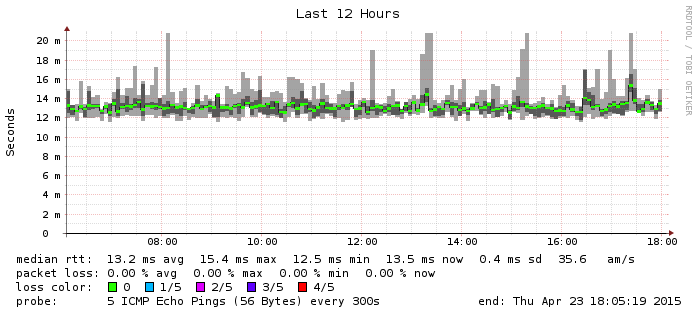 Last 12 Hours
RRDTOOL / TOBI OETIKER
Seconds
20 m
18 m
16 m
14 m
12 m
10 m
8 m
6 m
4 m
2 m
0
08:00 10:00 12:00 14:00 16:00 18:00
median rtt: 13.2 ms avg 15.4 ms max 12.5 ms min 13.5 ms now 0.4 ms sd 35.6 am/s
packet loss: 0.00 % avg 0.00 % max 0.00 % min 0.00 % now
loss color: 0 1/5 2/5 3/5 4/5
probe: 5 ICMP Echo Pings (56 Bytes) every 300s end: Thu Apr 23 18:05:19 2015